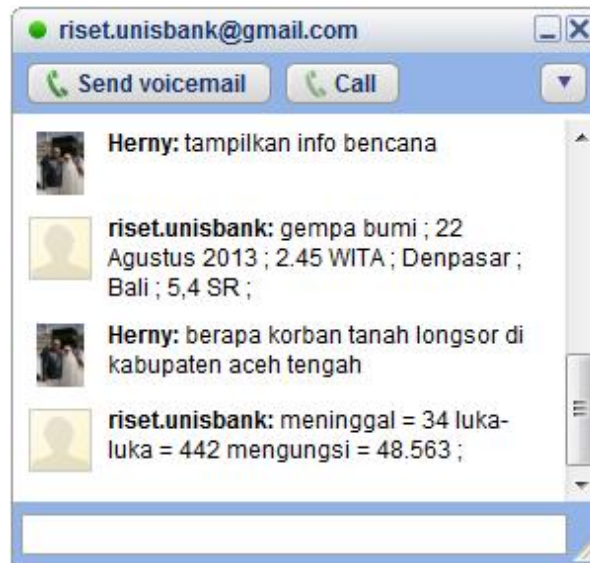 riset.unisbank@gmail.com
Send voicemail
Call
Herny: tampilkan info bencana
riset.unisbank: gempa bumi ; 22
Agustus 2013 ; 2.45 WITA ; Denpasar ;
Bali ; 5,4 SR ;
Herny: berapa korban tanah longsor di
kabupaten aceh tengah
riset.unisbank: meninggal = 34 luka-
luka = 442 mengungsi = 48.563 ;